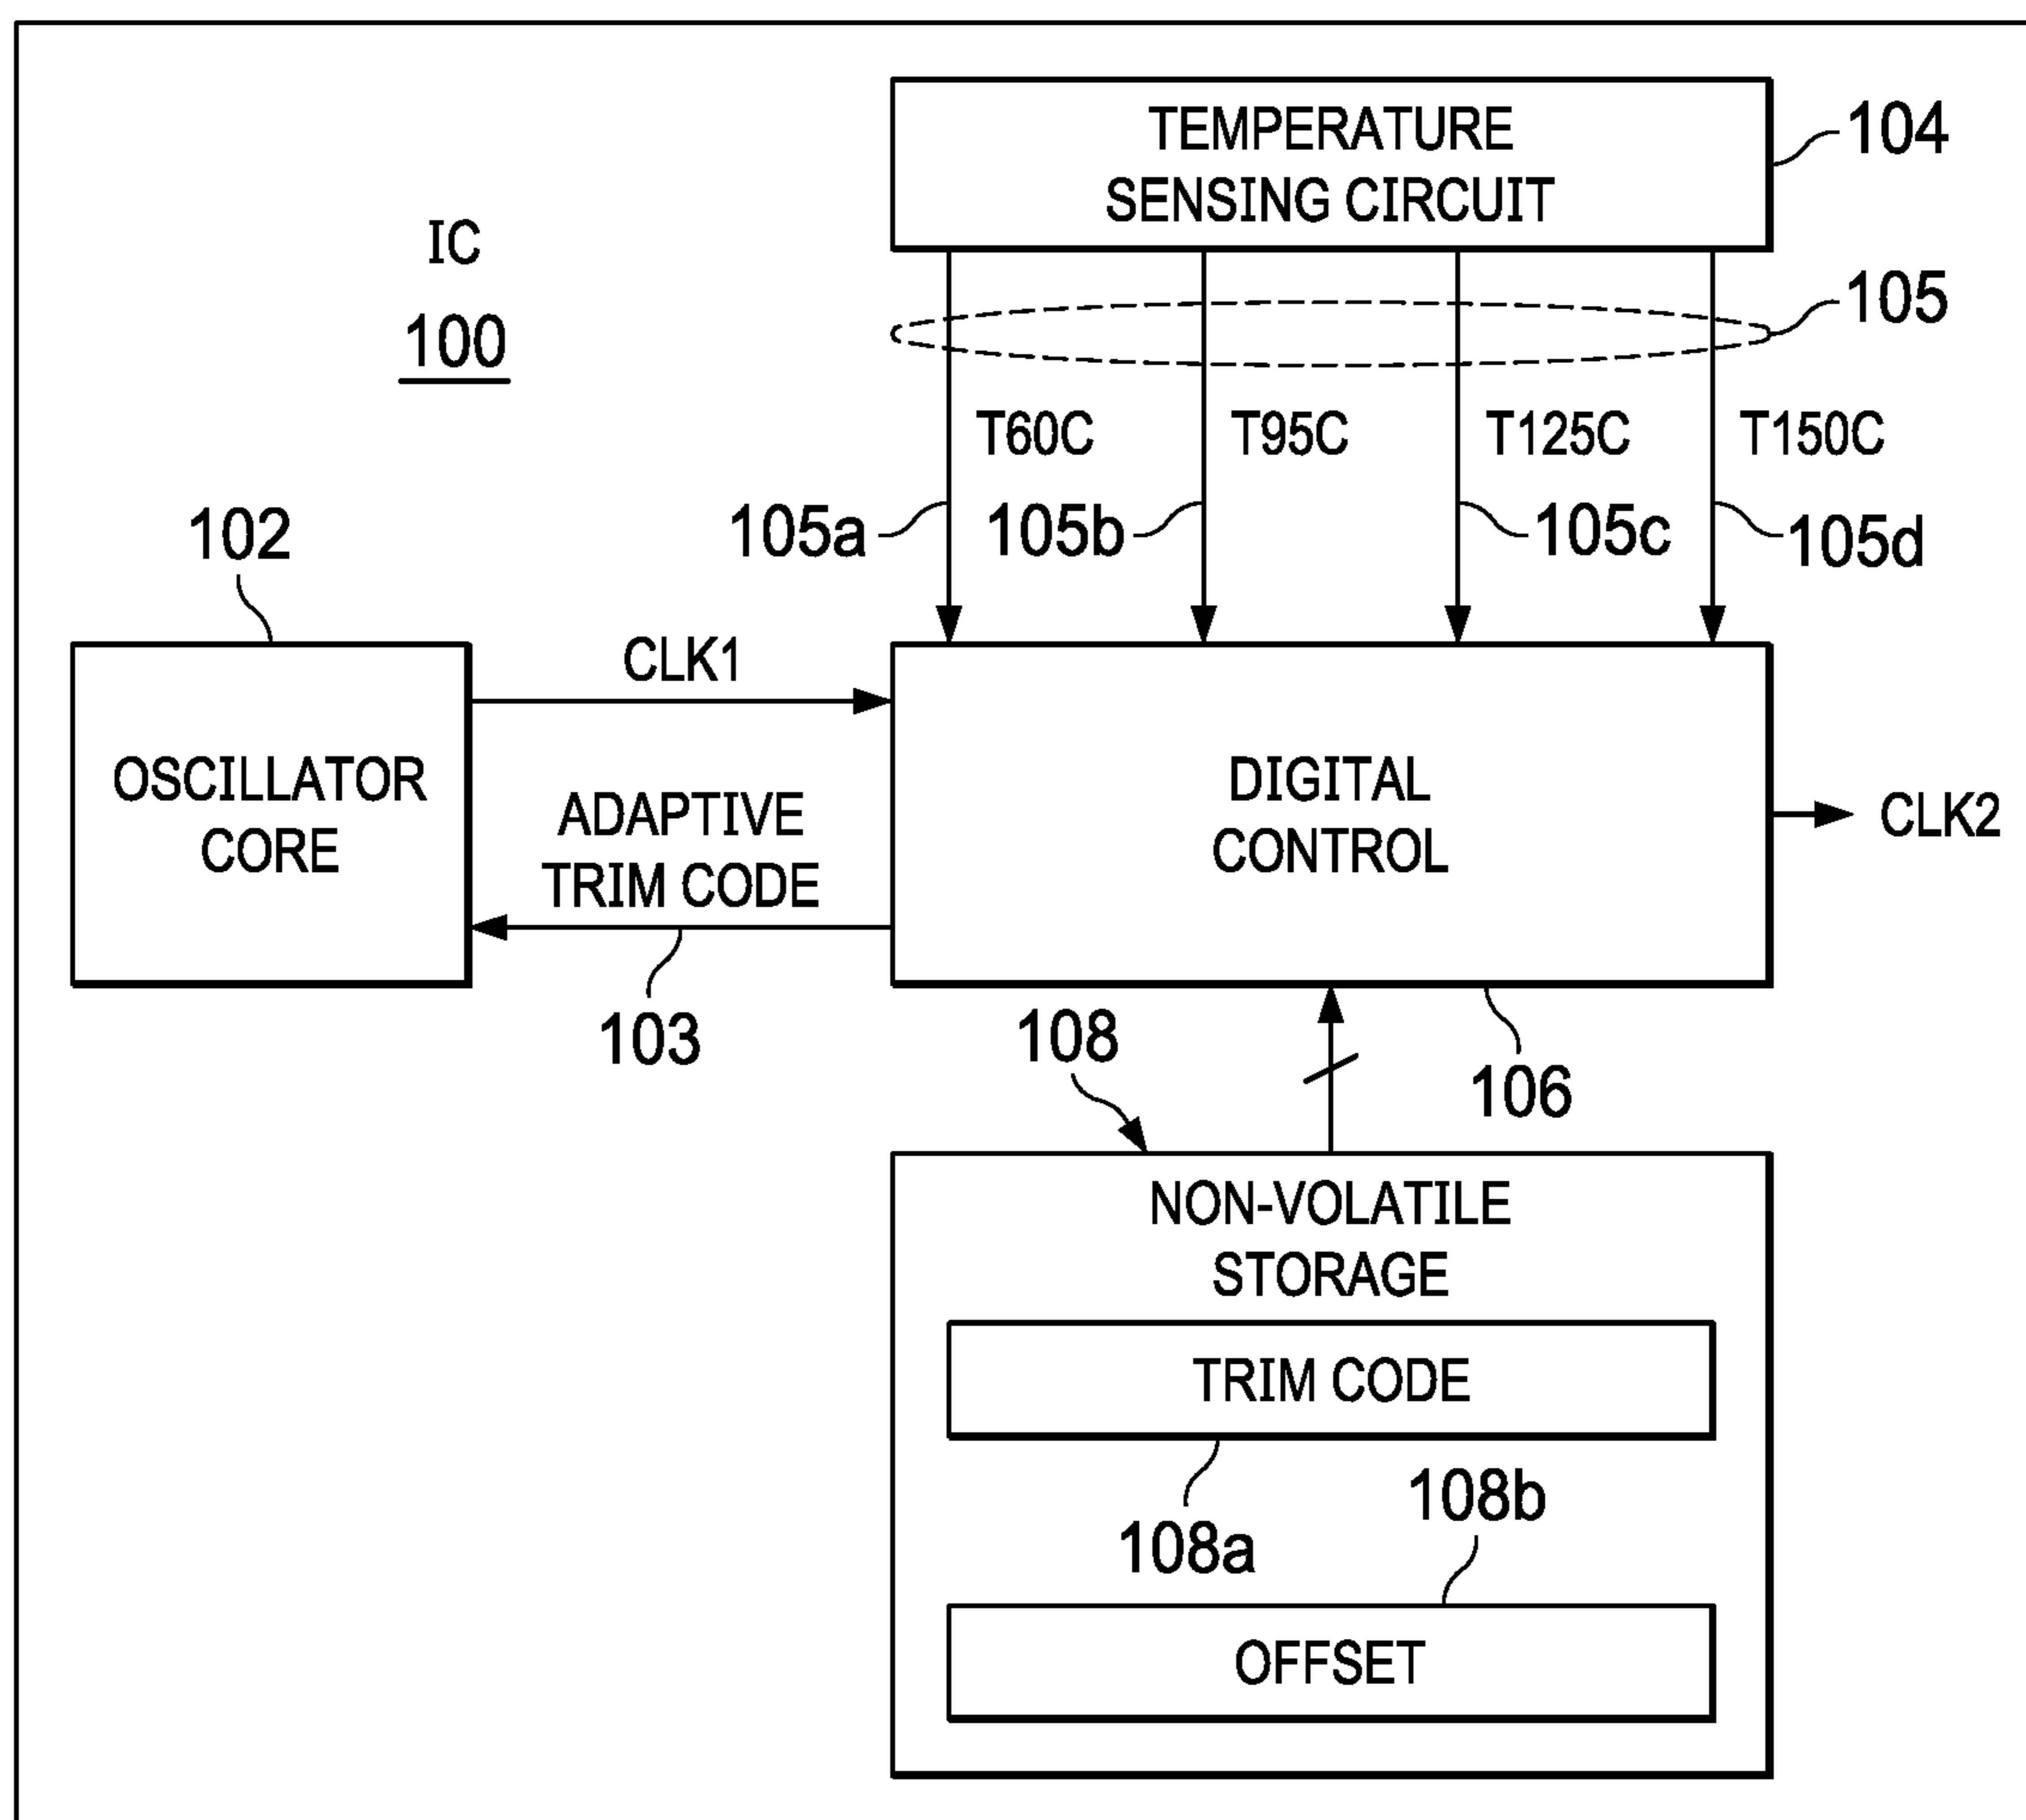 TEMPERATURE
SENSING CIRCUIT
104
IC
100
105
T60C
T95C
T125C
T150C
105a
105b
105c
105d
102
CLK1
OSCILLATOR
CORE
ADAPTIVE
TRIM CODE
DIGITAL
CONTROL
CLK2
103
108
106
NON-VOLATILE
STORAGE
TRIM CODE
108a
108b
OFFSET